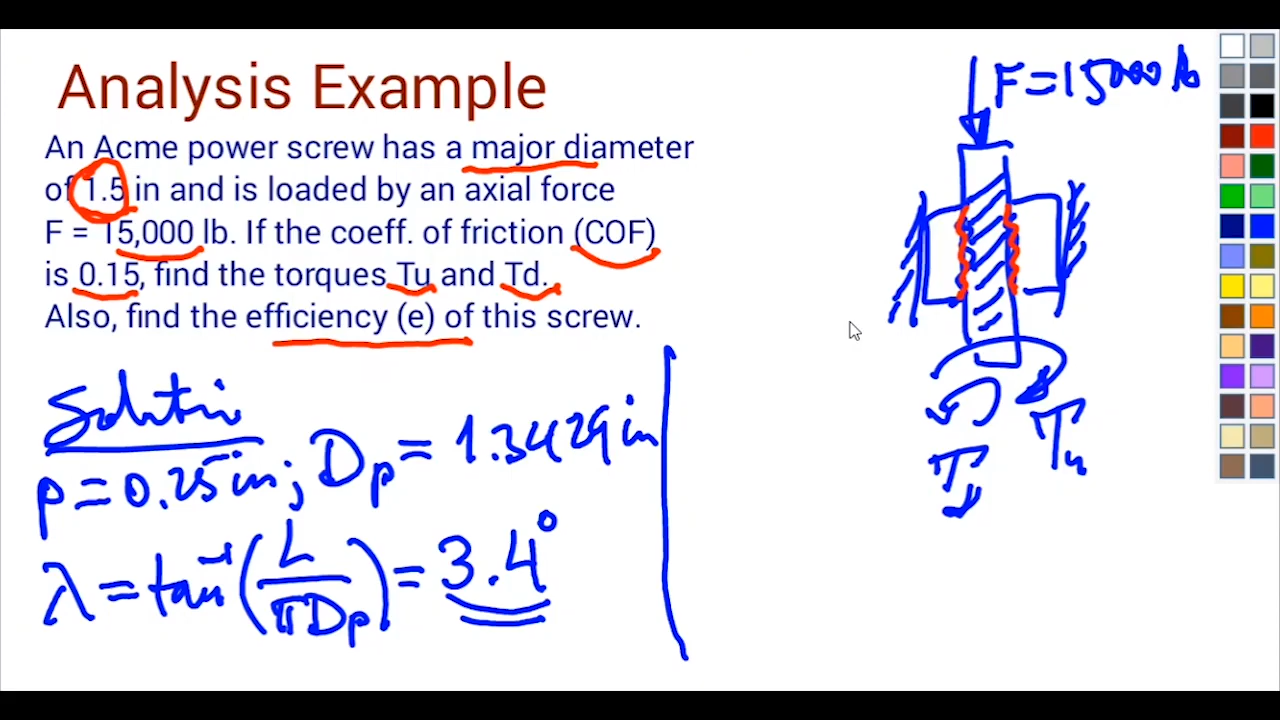 Analysis Example
An Acme power screw has a major diameter
of 1.5 in and is loaded by an axial force
F = 15,000 lb. If the coeff. of friction (COF)
is 0.15, find the torques Tu and Td.
Also, find the efficiency (e) of this screw.
Solution
p = 0.25 in; Dp = 1.3429 in
λ = tan⁻¹(L/πDp) = 3.4°
F = 15000 lb
Tu
Td